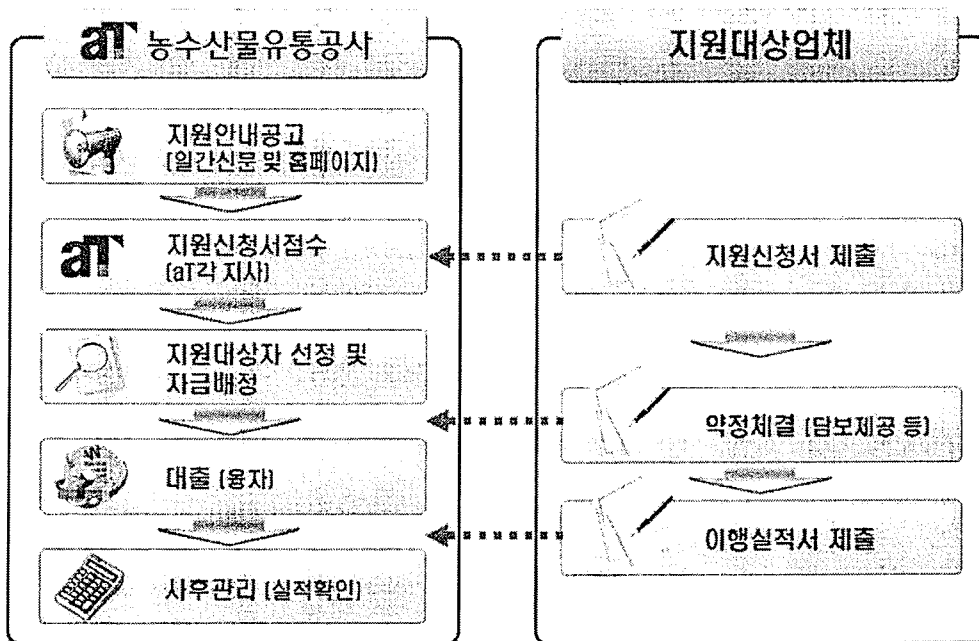 aT 농수산물유통공사
지원안내공고
(일간신문 및 홈페이지)
aT
지원신청서접수
(aT각 지사)
지원대상자 선정 및
자금배정
대출 (융자)
사후관리 (실적확인)
지원대상업체
지원신청서 제출
약정체결 (담보제공 등)
이행실적서 제출